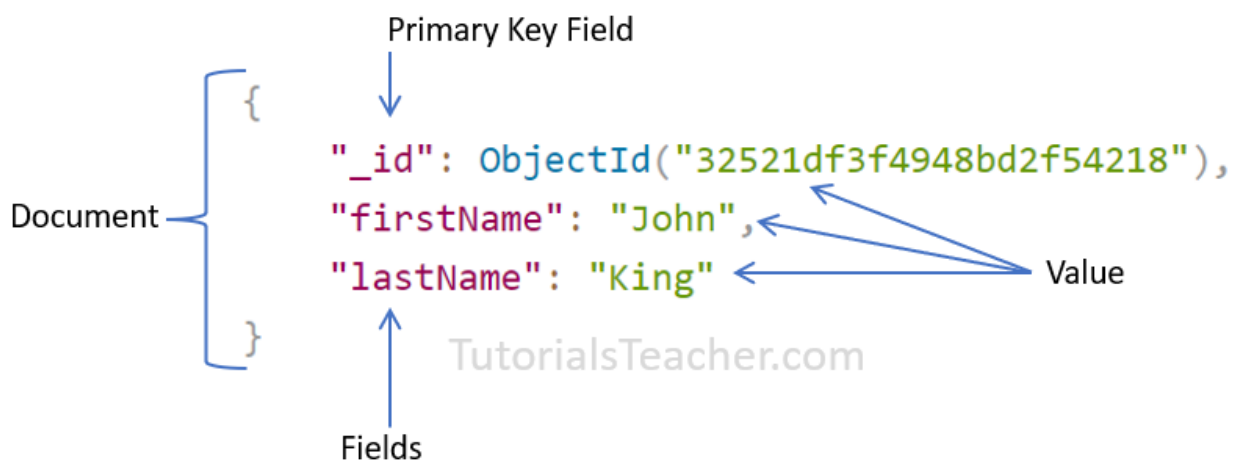 Primary Key Field
{
"_id": ObjectId("32521df3f4948bd2f54218"),
Document
"firstName": "John",
"lastName": "King"
Value
}
TutorialsTeacher.com
Fields